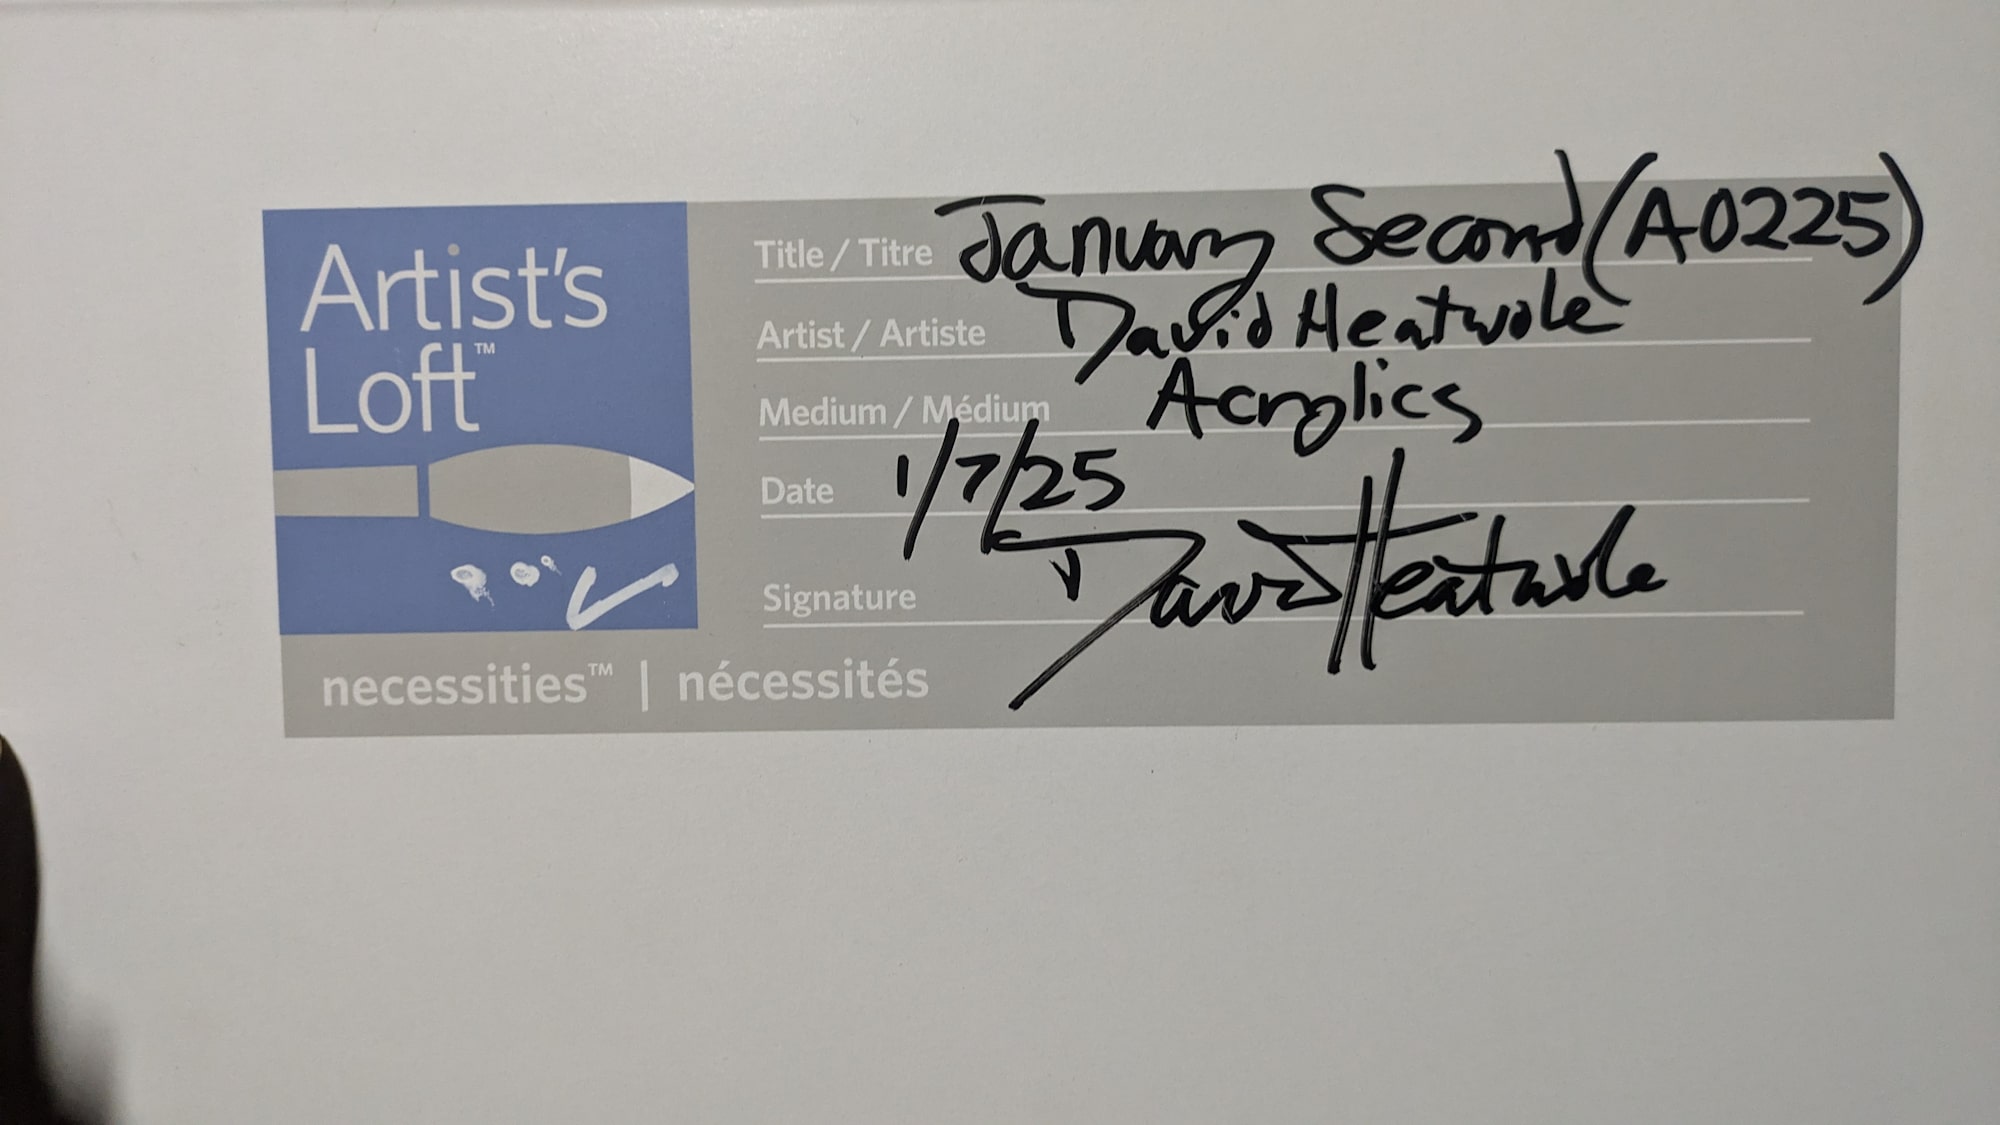 Artist's
Loft™
Title / Titre January Second (A0225)
Artist / Artiste David Heatwole
Medium / Médium Acrylics
Date 1/7/25
Signature David Heatwole
necessities™ | nécessités